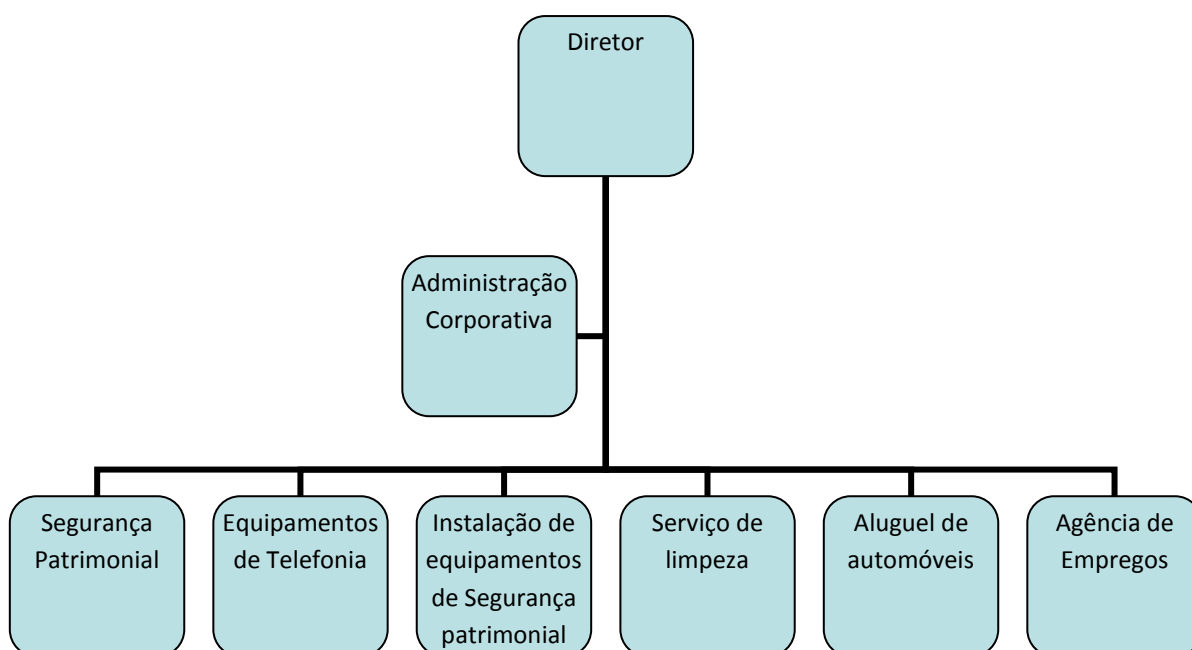 Diretor
Administração
Corporativa
Segurança
Patrimonial
Equipamentos
de Telefonia
Instalação de
equipamentos
de Segurança
patrimonial
Serviço de
limpeza
Aluguel de
automóveis
Agência de
Empregos